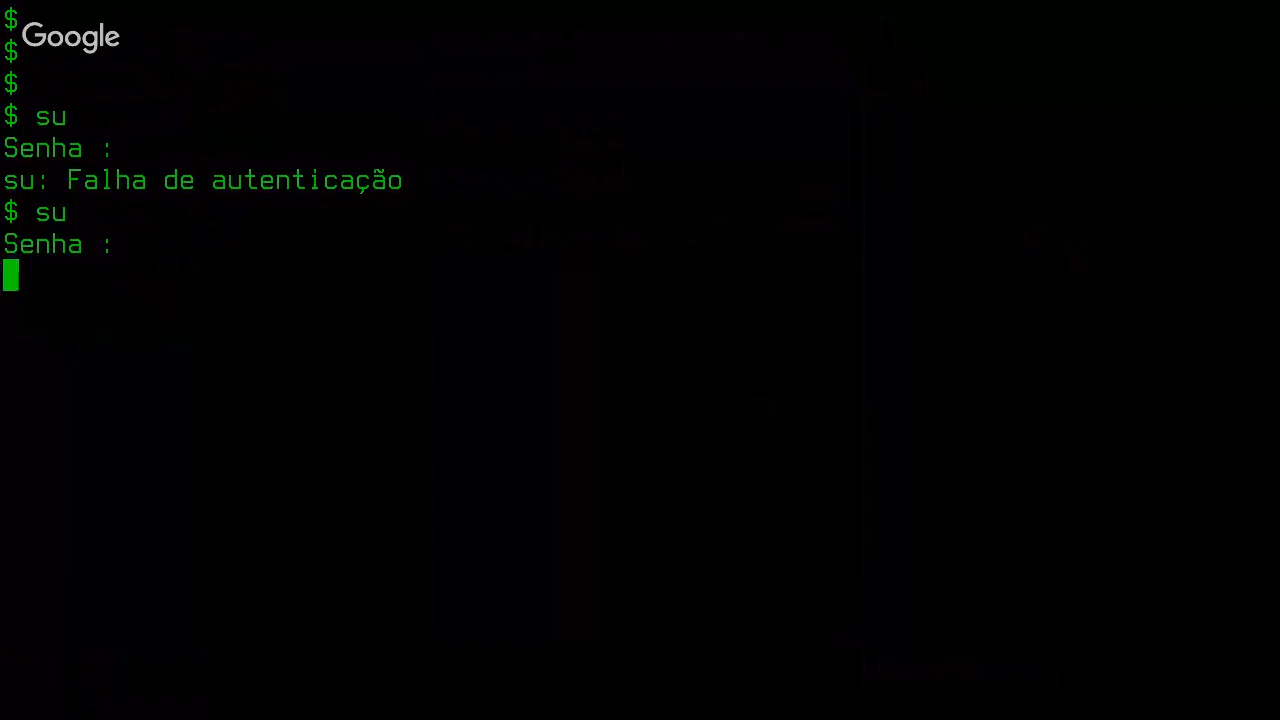 $
Google
$
$
$ su
Senha :
su: Falha de autenticação
$ su
Senha :